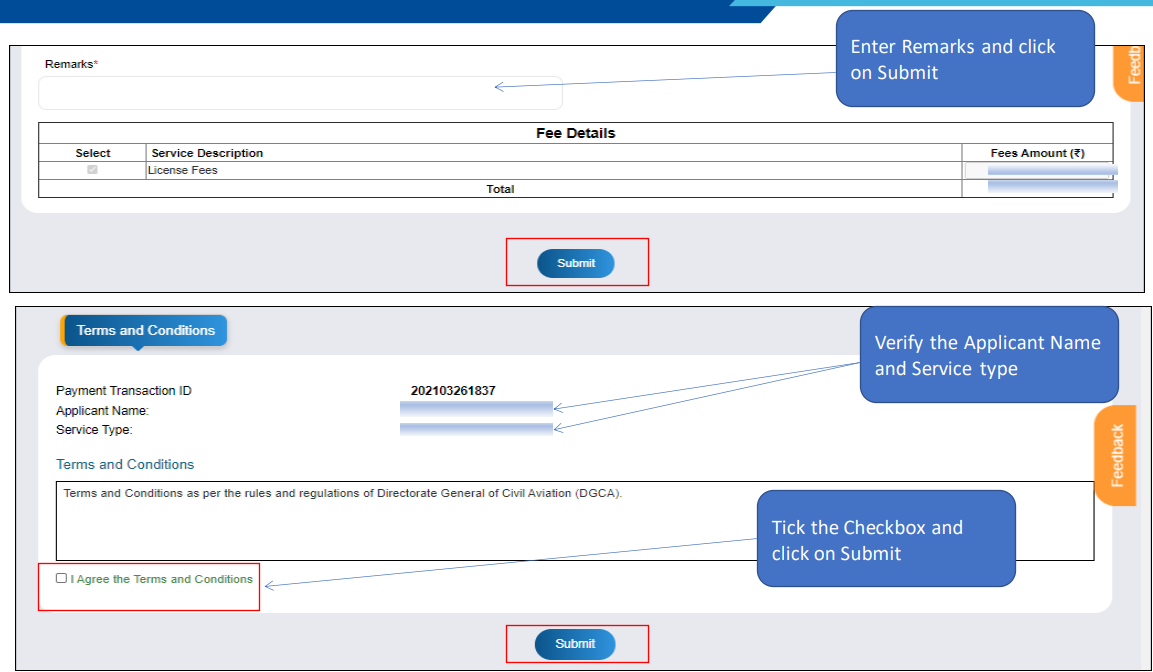 Enter Remarks and click
on Submit
Remarks*
Feedb
Fee Details
Select Service Description Fees Amount (₹)
License Fees
Total
Submit
Terms and Conditions
Verify the Applicant Name
and Service type
Payment Transaction ID 202103261837
Applicant Name:
Service Type:
Feedback
Terms and Conditions
Terms and Conditions as per the rules and regulations of Directorate General of Civil Aviation (DGCA).
Tick the Checkbox and
click on Submit
I Agree the Terms and Conditions
Submit